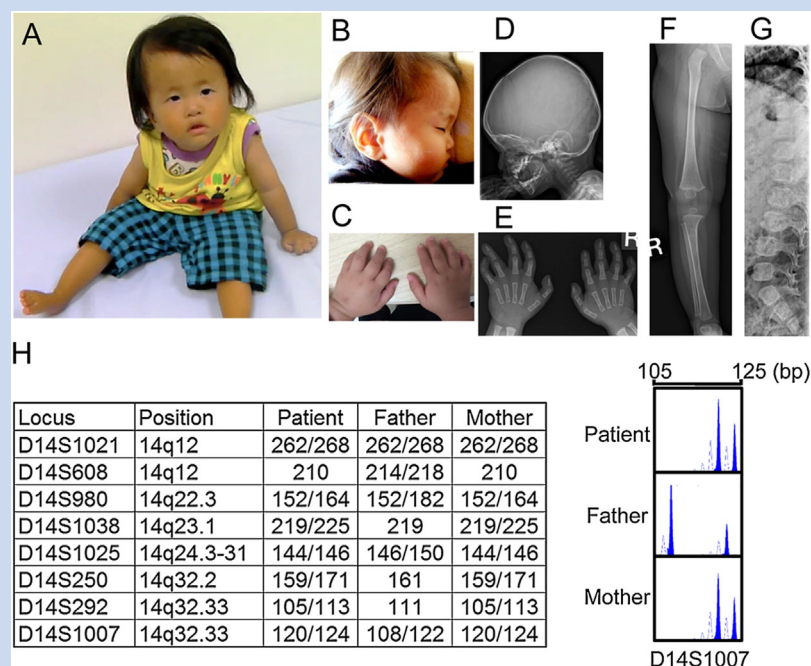 A
B
C
D
E
R
F
R
G
H
Locus Position Patient Father Mother
D14S1021 14q12 262/268 262/268 262/268
D14S608 14q12 210 214/218 210
D14S980 14q22.3 152/164 152/182 152/164
D14S1038 14q23.1 219/225 219 219/225
D14S1025 14q24.3-31 144/146 146/150 144/146
D14S250 14q32.2 159/171 161 159/171
D14S292 14q32.33 105/113 111 105/113
D14S1007 14q32.33 120/124 108/122 120/124
105 125 (bp)
Patient
Father
Mother
D14S1007